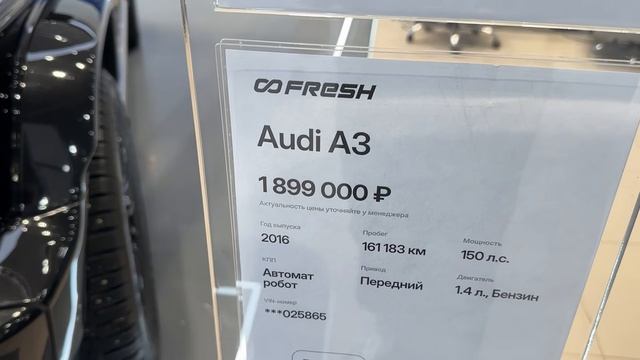 FRESH
Audi A3
1 899 000 ₽
Актуальность цены уточняйте у менеджера
Год выпуска
2016
Пробег
161 183 км
Мощность
150 л.с.
КПП
Автомат
робот
Привод
Передний
Двигатель
1.4 л., Бензин
VIN-номер
***025865